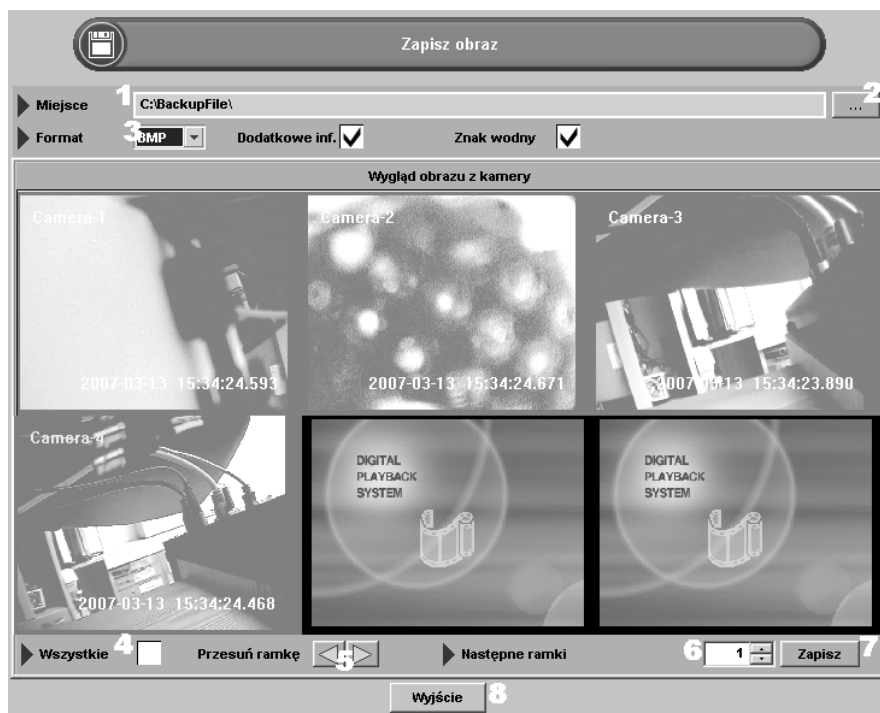 Zapisz obraz
Miejsce 1 C:\BackupFile\ ... 2
Format 3 BMP Dodatkowe inf. Znak wodny
Wygląd obrazu z kamery
Camera-1 Camera-2 Camera-3
2007-03-13 15:34:24.593 2007-03-13 15:34:24.671 2007-03-13 15:34:23.890
Camera-4
DIGITAL PLAYBACK SYSTEM
DIGITAL PLAYBACK SYSTEM
2007-03-13 15:34:24.468
Wszystkie 4 Przesuń ramkę 5 Następne ramki 6 1 Zapisz 7
Wyjście 8